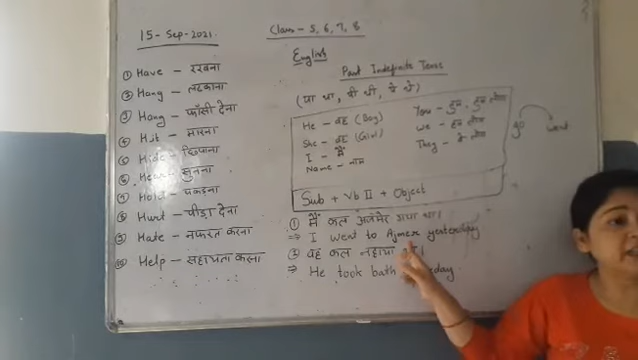 15-Sep-2021.
Class - 5, 6, 7, 8
English
① Have - रखना
② Hang - लटकाना
③ Hang - फाँसी देना
④ Hit - मारना
⑤ Hide - छिपाना
⑥ Hear - सुनना
⑦ Hold - पकड़ना
⑧ Hurt - पीड़ा देना
⑨ Hate - नफरत करना
⑩ Help - सहायता करना
Past Indefinite Tense
(या था, यी थी, ये थे)
He - वह (Boy)
She - वह (Girl)
I - मैं
Name - नाम
You - तुम, तुम लोग
We - हम लोग
They - वे लोग
go went
Sub + Vb II + Object
① मैं कल अजमेर गया था।
⇒ I went to Ajmer yesterday
② वह कल नहाया
⇒ He took bath